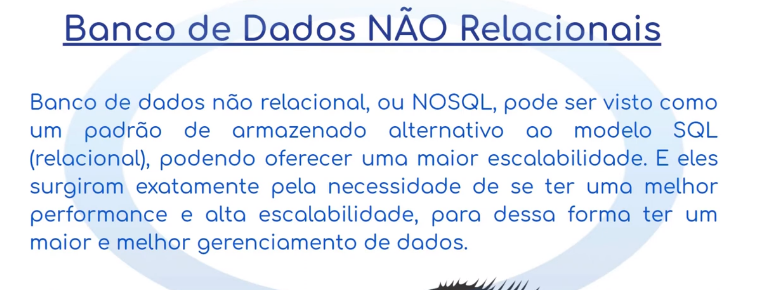 Banco de Dados NÃO Relacionais
Banco de dados não relacional, ou NOSQL, pode ser visto como
um padrão de armazenado alternativo ao modelo SQL
(relacional), podendo oferecer uma maior escalabilidade. E eles
surgiram exatamente pela necessidade de se ter uma melhor
performance e alta escalabilidade, para dessa forma ter um
maior e melhor gerenciamento de dados.